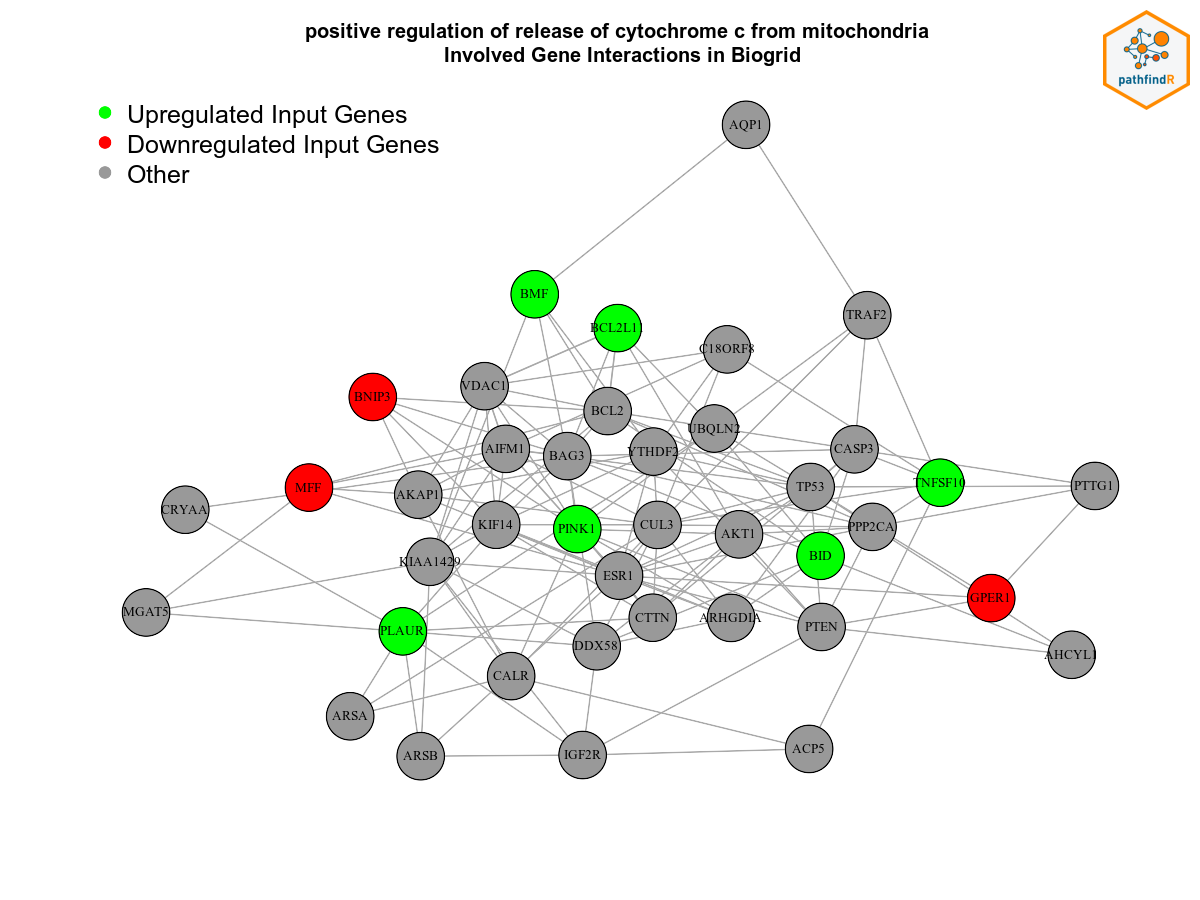 positive regulation of release of cytochrome c from mitochondria
Involved Gene Interactions in Biogrid
pathfindR
Upregulated Input Genes
Downregulated Input Genes
Other
AQP1
BMF
BCL2L11
TRAF2
C18ORF8
VDAC1
BNIP3
BCL2
UBQLN2
AIFM1
BAG3
YTHDF2
CASP3
MFF
AKAP1
TP53
TNFSF10
PTTG1
CRYAA
KIF14
PINK1
CUL3
AKT1
PPP2CA
KIAA1429
BID
ESR1
GPER1
MGAT5
PLAUR
CTTN
ARHGDIA
PTEN
DDX58
AHCYL1
CALR
ARSA
ARSB
IGF2R
ACP5